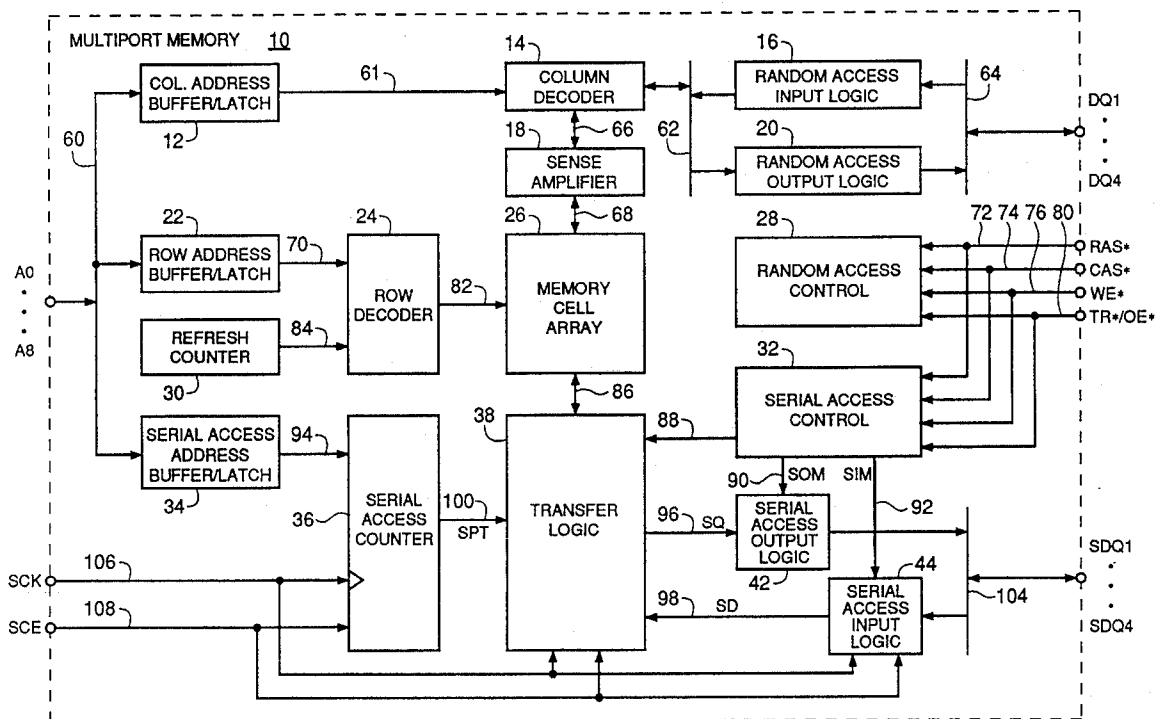 MULTIPORT MEMORY 10
COL. ADDRESS
BUFFER/LATCH
12
61
14
COLUMN
DECODER
16
RANDOM ACCESS
INPUT LOGIC
64
DQ1
DQ4
60
66
62
18
SENSE
AMPLIFIER
20
RANDOM ACCESS
OUTPUT LOGIC
68
22
ROW ADDRESS
BUFFER/LATCH
70
24
ROW
DECODER
82
26
MEMORY
CELL
ARRAY
28
RANDOM ACCESS
CONTROL
72
74
76
80
RAS*
CAS*
WE*
TR*/OE*
A0
A8
REFRESH
COUNTER
30
84
86
32
SERIAL ACCESS
CONTROL
88
SERIAL ACCESS
ADDRESS
BUFFER/LATCH
34
94
36
SERIAL
ACCESS
COUNTER
100
SPT
38
TRANSFER
LOGIC
90
SOM
SIM
92
96
SQ
SERIAL
ACCESS
OUTPUT
LOGIC
42
98
SD
44
SERIAL
ACCESS
INPUT
LOGIC
104
SDQ1
SDQ4
SCK
106
SCE
108